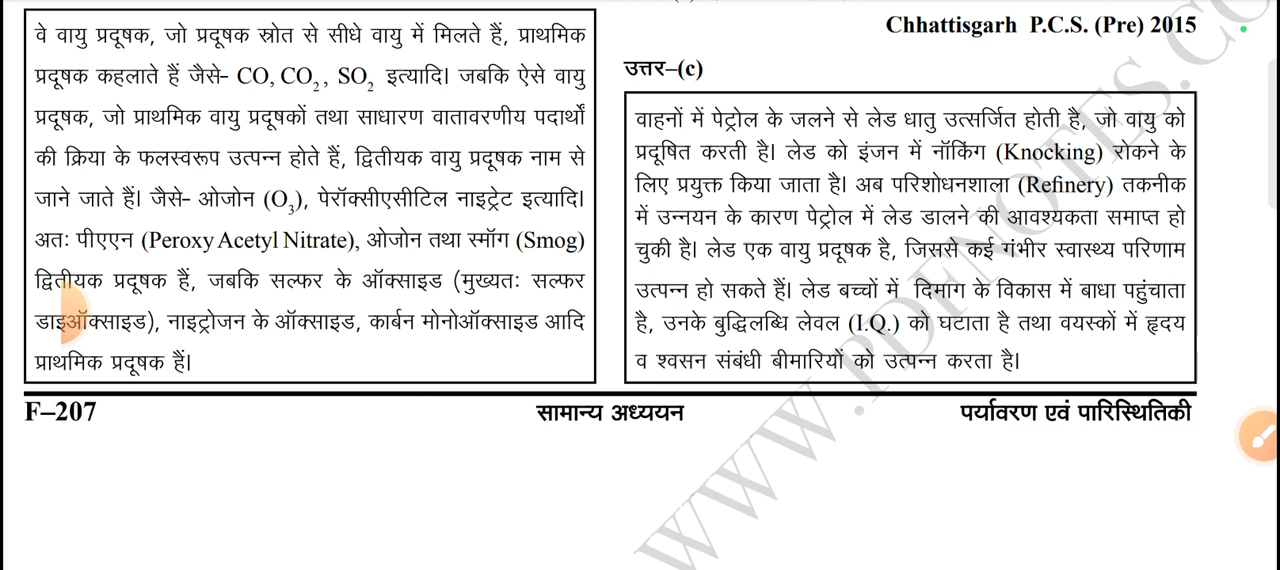 वे वायु प्रदूषक, जो प्रदूषक स्रोत से सीधे वायु में मिलते हैं, प्राथमिक
प्रदूषक कहलाते हैं जैसे– CO, CO₂, SO₂ इत्यादि। जबकि ऐसे वायु
प्रदूषक, जो प्राथमिक वायु प्रदूषकों तथा साधारण वातावरणीय पदार्थों
की क्रिया के फलस्वरूप उत्पन्न होते हैं, द्वितीयक वायु प्रदूषक नाम से
जाने जाते हैं। जैसे– ओजोन (O₃), पेरॉक्सीएसीटिल नाइट्रेट इत्यादि।
अतः पीएएन (Peroxy Acetyl Nitrate), ओजोन तथा स्मॉग (Smog)
द्वितीयक प्रदूषक हैं, जबकि सल्फर के ऑक्साइड (मुख्यतः सल्फर
डाइऑक्साइड), नाइट्रोजन के ऑक्साइड, कार्बन मोनोऑक्साइड आदि
प्राथमिक प्रदूषक हैं।
Chhattisgarh P.C.S. (Pre) 2015
उत्तर–(c)
वाहनों में पेट्रोल के जलने से लेड धातु उत्सर्जित होती है, जो वायु को
प्रदूषित करती है। लेड को इंजन में नॉकिंग (Knocking) रोकने के
लिए प्रयुक्त किया जाता है। अब परिशोधनशाला (Refinery) तकनीक
में उन्नयन के कारण पेट्रोल में लेड डालने की आवश्यकता समाप्त हो
चुकी है। लेड एक वायु प्रदूषक है, जिससे कई गंभीर स्वास्थ्य परिणाम
उत्पन्न हो सकते हैं। लेड बच्चों में दिमाग के विकास में बाधा पहुंचाता
है, उनके बुद्धिलब्धि लेवल (I.Q.) को घटाता है तथा वयस्कों में हृदय
व श्वसन संबंधी बीमारियों को उत्पन्न करता है।
F–207
सामान्य अध्ययन
पर्यावरण एवं पारिस्थितिकी
WWW.PDFNOTES.CO